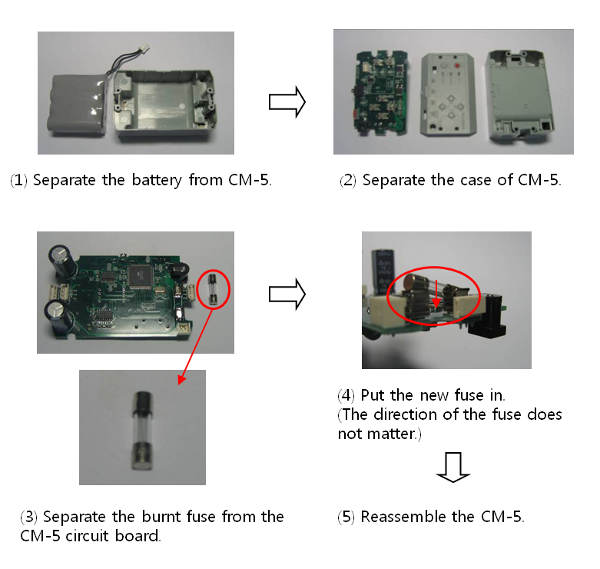 (1) Separate the battery from CM-5.
(2) Separate the case of CM-5.
(3) Separate the burnt fuse from the
CM-5 circuit board.
(4) Put the new fuse in.
(The direction of the fuse does
not matter.)
(5) Reassemble the CM-5.